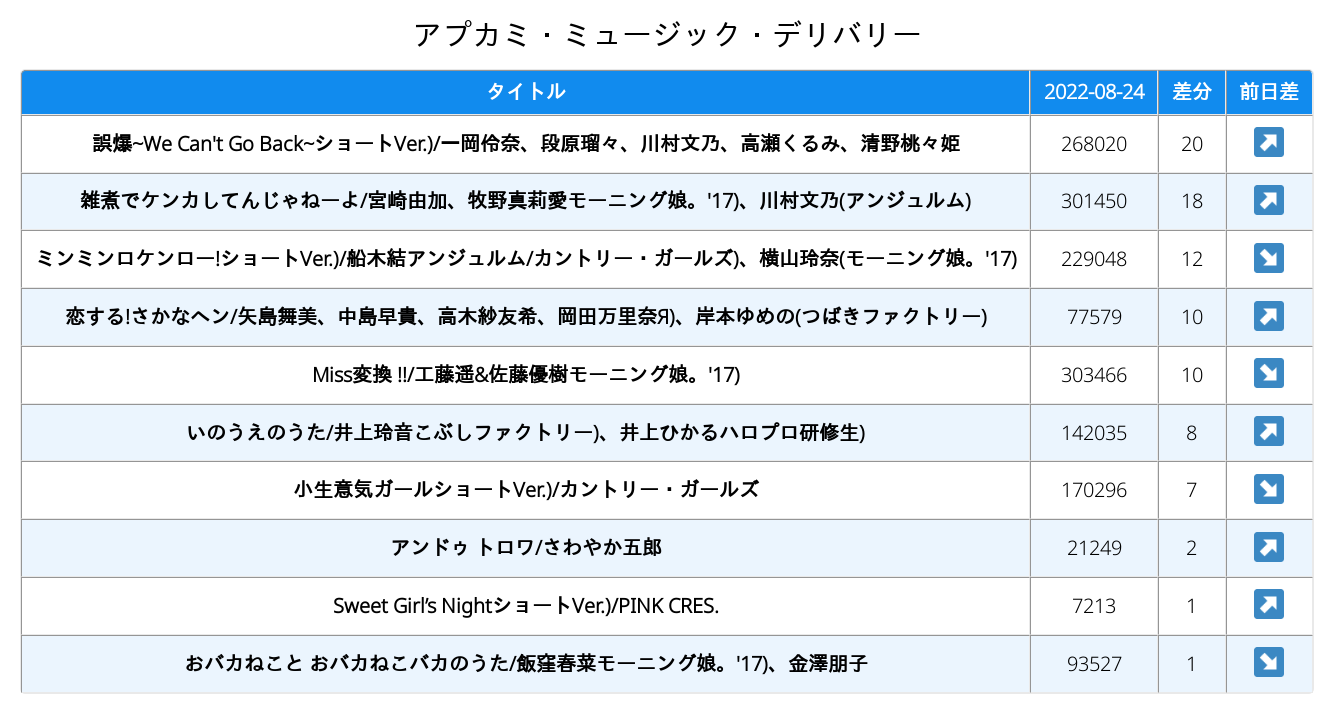 アプカミ・ミュージック・デリバリー
タイトル 2022-08-24 差分 前日差
誤爆~We Can't Go Back~ショートVer.)/一岡伶奈、段原瑠々、川村文乃、高瀬くるみ、清野桃々姫 268020 20
雑煮でケンカしてんじゃねーよ/宮崎由加、牧野真莉愛モーニング娘。'17)、川村文乃(アンジュルム) 301450 18
ミンミンロケンロー!ショートVer.)/船木結アンジュルム/カントリー・ガールズ)、横山玲奈(モーニング娘。'17) 229048 12
恋する!さかなヘン/矢島舞美、中島早貴、高木紗友希、岡田万里奈Я)、岸本ゆめの(つばきファクトリー) 77579 10
Miss変換 !!/工藤遥&佐藤優樹モーニング娘。'17) 303466 10
いのうえのうた/井上玲音こぶしファクトリー)、井上ひかるハロプロ研修生) 142035 8
小生意気ガールショートVer.)/カントリー・ガールズ 170296 7
アンドゥ トロワ/さわやか五郎 21249 2
Sweet Girl’s NightショートVer.)/PINK CRES. 7213 1
おバカねこと おバカねこバカのうた/飯窪春菜モーニング娘。'17)、金澤朋子 93527 1